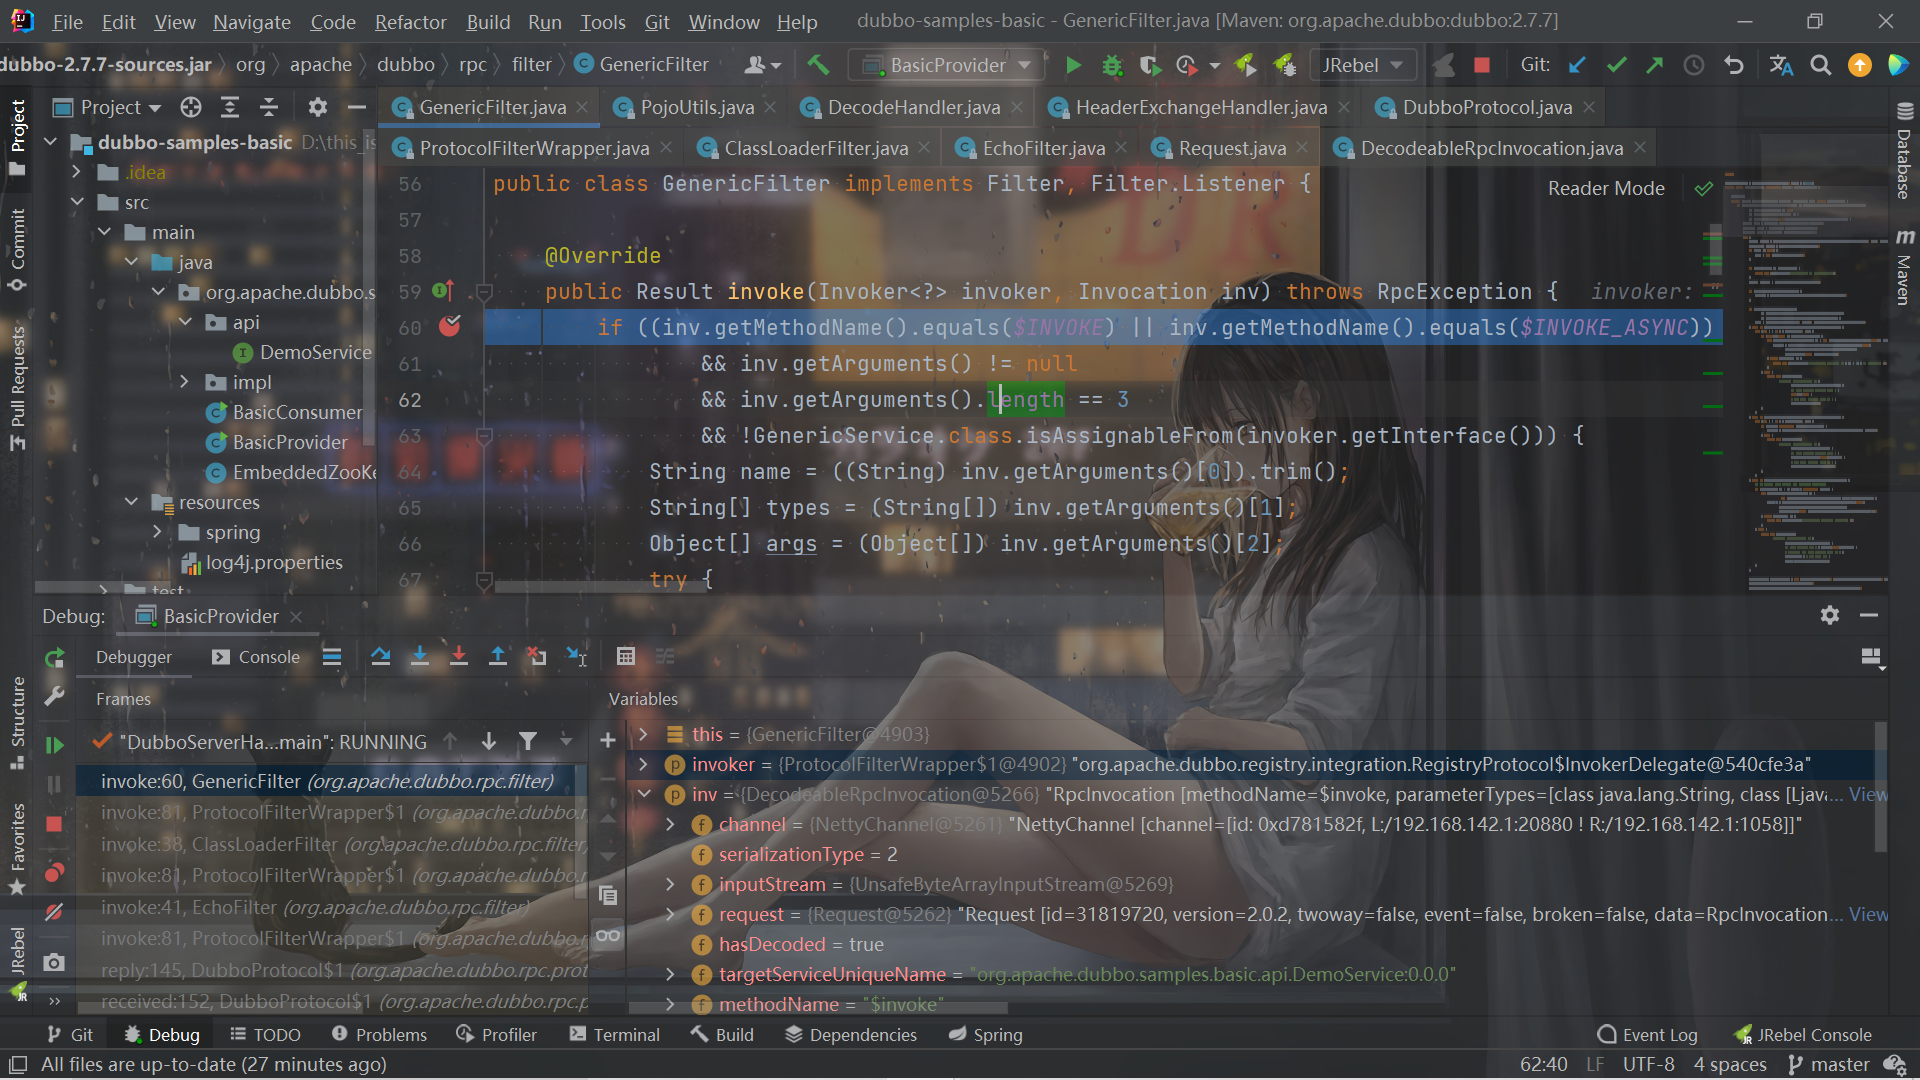 File Edit View Navigate Code Refactor Build Run Tools Git Window Help dubbo-samples-basic - GenericFilter.java [Maven: org.apache.dubbo:dubbo:2.7.7]
dubbo-2.7.7-sources.jar org apache dubbo rpc filter GenericFilter BasicProvider JRebel Git:
Project GenericFilter.java PojoUtils.java DecodeHandler.java HeaderExchangeHandler.java DubboProtocol.java
ProtocolFilterWrapper.java ClassLoaderFilter.java EchoFilter.java Request.java DecodeableRpcInvocation.java
Project
Commit
Pull Requests
Structure
Favorites
JRebel
dubbo-samples-basic D:\this_is
.idea
src
main
java
org.apache.dubbo.s
api
DemoService
impl
BasicConsumer
BasicProvider
EmbeddedZooKe
resources
spring
log4j.properties
test
Reader Mode
56 public class GenericFilter implements Filter, Filter.Listener {
57
58 @Override
59 public Result invoke(Invoker<?> invoker, Invocation inv) throws RpcException { invoker: "
60 if ((inv.getMethodName().equals($INVOKE) || inv.getMethodName().equals($INVOKE_ASYNC))
61 && inv.getArguments() != null
62 && inv.getArguments().length == 3
63 && !GenericService.class.isAssignableFrom(invoker.getInterface())) {
64 String name = ((String) inv.getArguments()[0]).trim();
65 String[] types = (String[]) inv.getArguments()[1];
66 Object[] args = (Object[]) inv.getArguments()[2];
67 try {
Database
Maven
Debug: BasicProvider
Debugger Console
Frames
"DubboServerHa...main": RUNNING
invoke:60, GenericFilter (org.apache.dubbo.rpc.filter)
invoke:81, ProtocolFilterWrapper$1 (org.apache.dubbo.r
invoke:38, ClassLoaderFilter (org.apache.dubbo.rpc.filter
invoke:81, ProtocolFilterWrapper$1 (org.apache.dubbo.r
invoke:41, EchoFilter (org.apache.dubbo.rpc.filter)
invoke:81, ProtocolFilterWrapper$1 (org.apache.dubbo.r
reply:145, DubboProtocol$1 (org.apache.dubbo.rpc.prot
received:152, DubboProtocol$1 (org.apache.dubbo.rpc.p
Variables
this = {GenericFilter@4903}
invoker = {ProtocolFilterWrapper$1@4902} "org.apache.dubbo.registry.integration.RegistryProtocol$InvokerDelegate@540cfe3a"
inv = {DecodeableRpcInvocation@5266} "RpcInvocation [methodName=$invoke, parameterTypes=[class java.lang.String, class [Ljava... View
channel = {NettyChannel@5261} "NettyChannel [channel=[id: 0xd781582f, L:/192.168.142.1:20880 ! R:/192.168.142.1:1058]]"
serializationType = 2
inputStream = {UnsafeByteArrayInputStream@5269}
request = {Request@5262} "Request [id=31819720, version=2.0.2, twoway=false, event=false, broken=false, data=RpcInvocation... View
hasDecoded = true
targetServiceUniqueName = "org.apache.dubbo.samples.basic.api.DemoService:0.0.0"
methodName = "$invoke"
Git Debug TODO Problems Profiler Terminal Build Dependencies Spring Event Log JRebel Console
All files are up-to-date (27 minutes ago) 62:40 LF UTF-8 4 spaces master